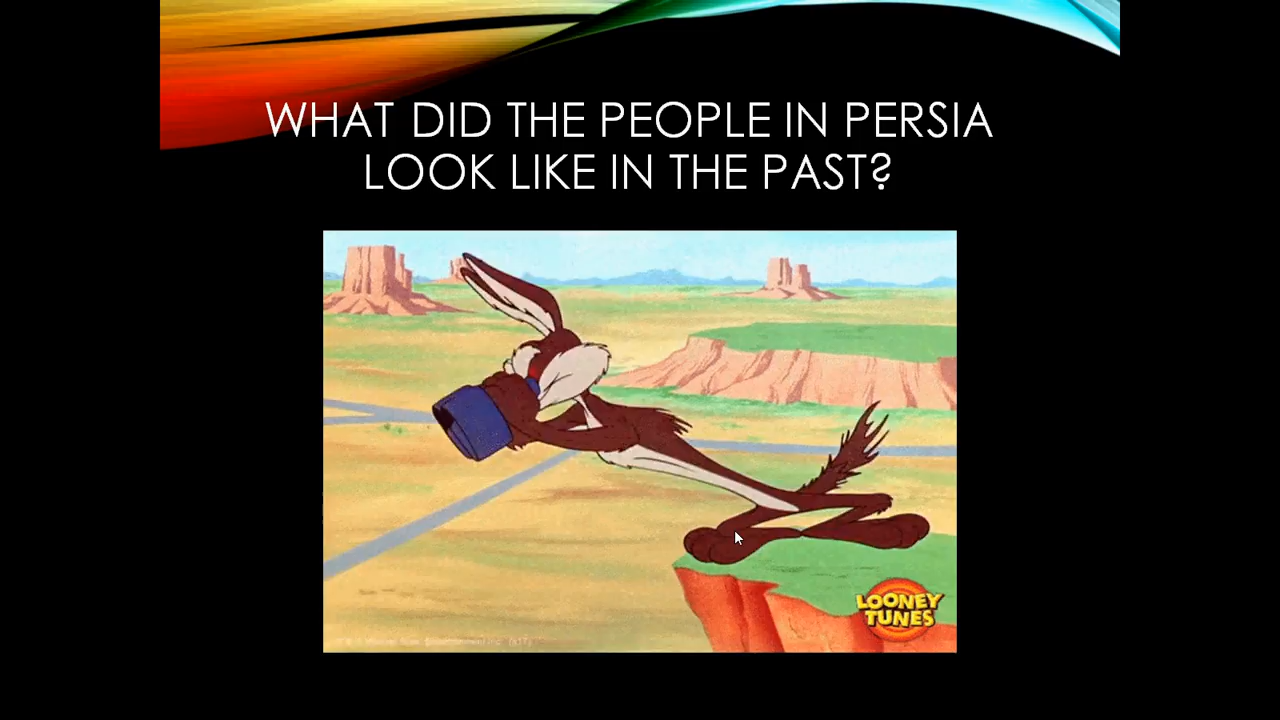 WHAT DID THE PEOPLE IN PERSIA
LOOK LIKE IN THE PAST?
LOONEY
TUNES